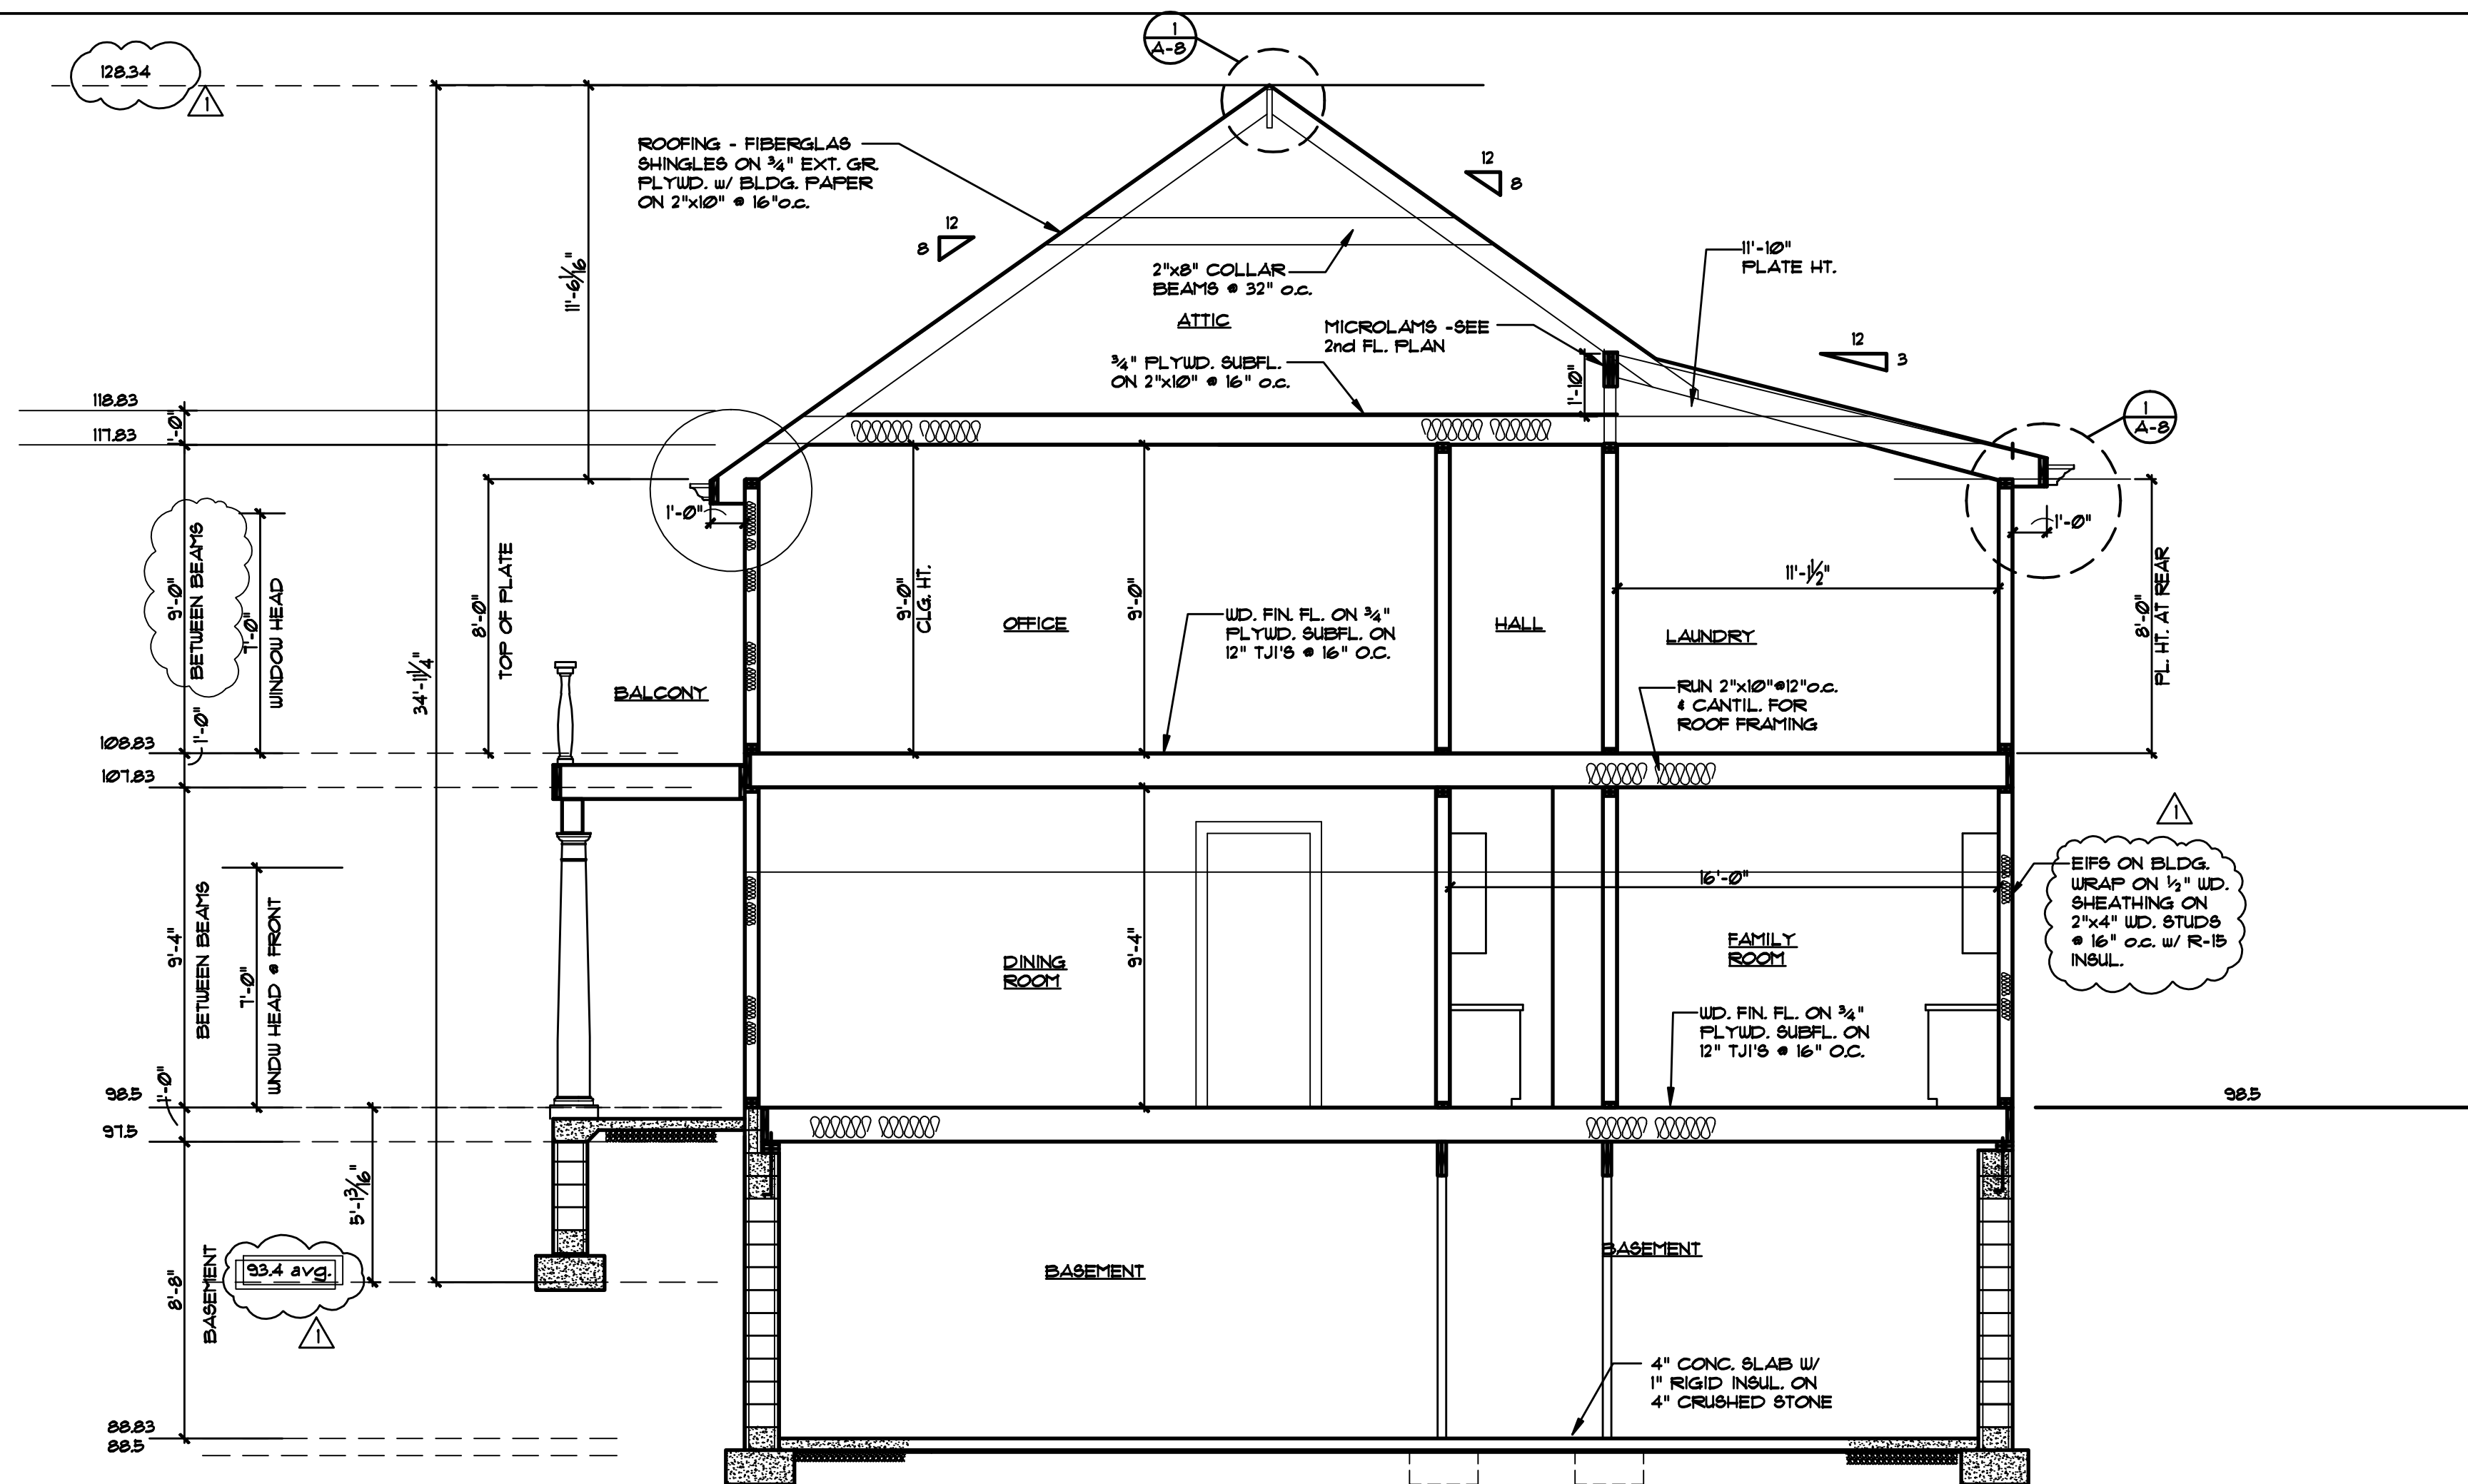 1
A-8
128.34
1
ROOFING - FIBERGLAS
SHINGLES ON ¾" EXT. GR.
PLYWD. w/ BLDG. PAPER
ON 2"x10" @ 16"o.c.
12
8
12
8
11'-6 1/16"
2"x8" COLLAR
BEAMS @ 32" o.c.
ATTIC
11'-10"
PLATE HT.
MICROLAMS -SEE
2nd FL. PLAN
12
3
¾" PLYWD. SUBFL.
ON 2"x10" @ 16" o.c.
1'-10"
118.83
1'-0"
117.83
1
A-8
1'-0"
1'-0"
9'-0"
BETWEEN BEAMS
7'-0"
WINDOW HEAD
8'-0"
TOP OF PLATE
34'-11¼"
9'-0"
CLG. HT.
OFFICE
9'-0"
WD. FIN. FL. ON ¾"
PLYWD. SUBFL. ON
12" TJI'S @ 16" O.C.
HALL
11'-1½"
LAUNDRY
8'-0"
PL. HT. AT REAR
BALCONY
RUN 2"x10"@12"o.c.
& CANTIL. FOR
ROOF FRAMING
1'-0"
108.83
107.83
1
EIFS ON BLDG.
WRAP ON ½" WD.
SHEATHING ON
2"x4" WD. STUDS
@ 16" o.c. w/ R-15
INSUL.
16'-0"
9'-4"
BETWEEN BEAMS
7'-0"
WNDW HEAD @ FRONT
DINING
ROOM
9'-4"
FAMILY
ROOM
WD. FIN. FL. ON ¾"
PLYWD. SUBFL. ON
12" TJI'S @ 16" O.C.
98.5
1'-0"
97.5
98.5
5'-1 3/16"
8'-8"
BASEMENT
93.4 avg.
1
BASEMENT
BASEMENT
4" CONC. SLAB W/
1" RIGID INSUL. ON
4" CRUSHED STONE
88.83
88.5